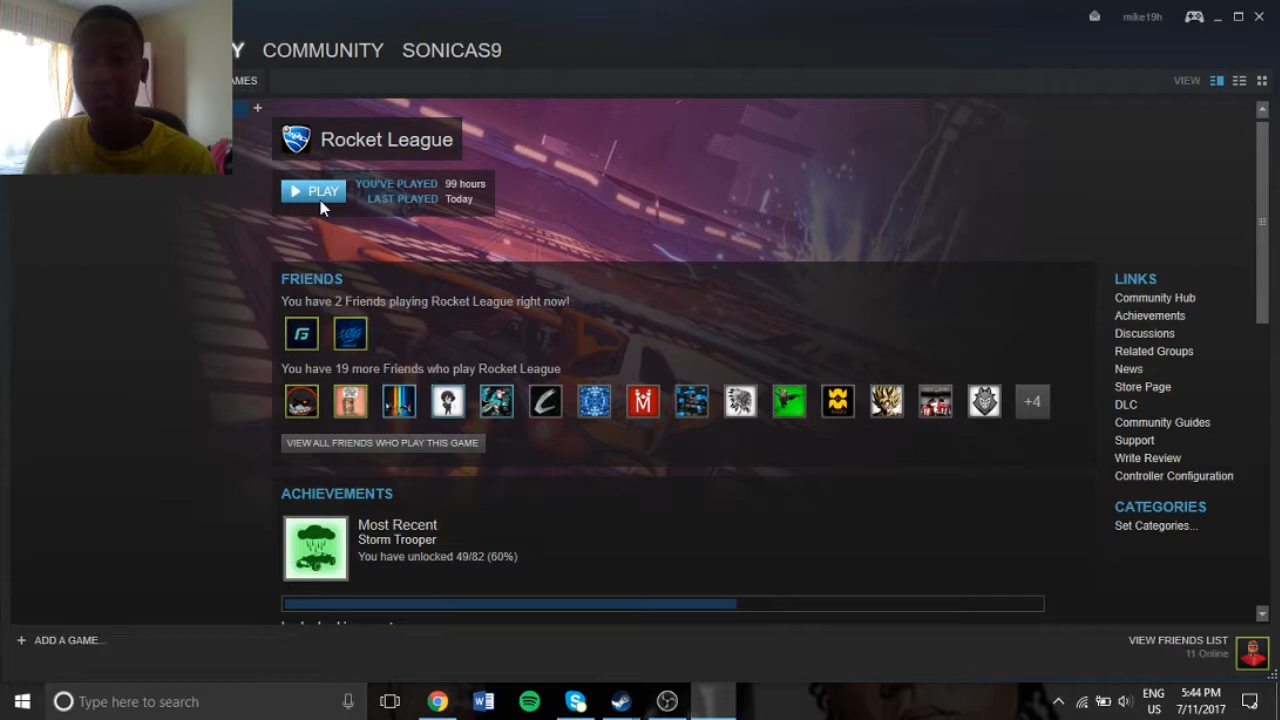 mike19h
Y COMMUNITY SONICAS9
AMES
VIEW
+
Rocket League
PLAY
YOU'VE PLAYED 99 hours
LAST PLAYED Today
FRIENDS
You have 2 Friends playing Rocket League right now!
You have 19 more Friends who play Rocket League
+4
VIEW ALL FRIENDS WHO PLAY THIS GAME
ACHIEVEMENTS
Most Recent
Storm Trooper
You have unlocked 49/82 (60%)
LINKS
Community Hub
Achievements
Discussions
Related Groups
News
Store Page
DLC
Community Guides
Support
Write Review
Controller Configuration
CATEGORIES
Set Categories...
+ ADD A GAME...
VIEW FRIENDS LIST
11 Online
Type here to search
ENG
US
5:44 PM
7/11/2017